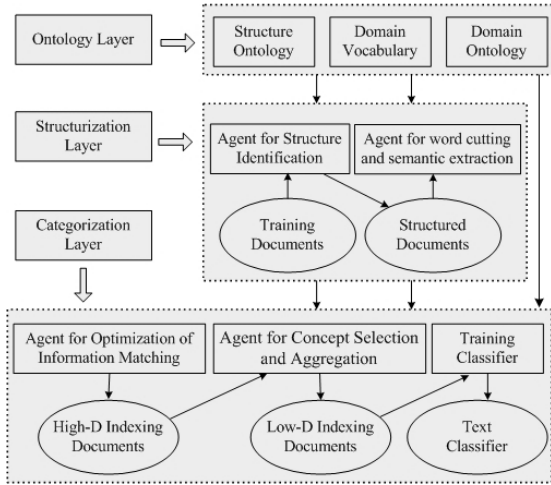 Ontology Layer
Structure
Ontology
Domain
Vocabulary
Domain
Ontology
Structurization
Layer
Agent for Structure
Identification
Agent for word cutting
and semantic extraction
Training
Documents
Structured
Documents
Categorization
Layer
Agent for Optimization of
Information Matching
Agent for Concept Selection
and Aggregation
Training
Classifier
High-D Indexing
Documents
Low-D Indexing
Documents
Text
Classifier